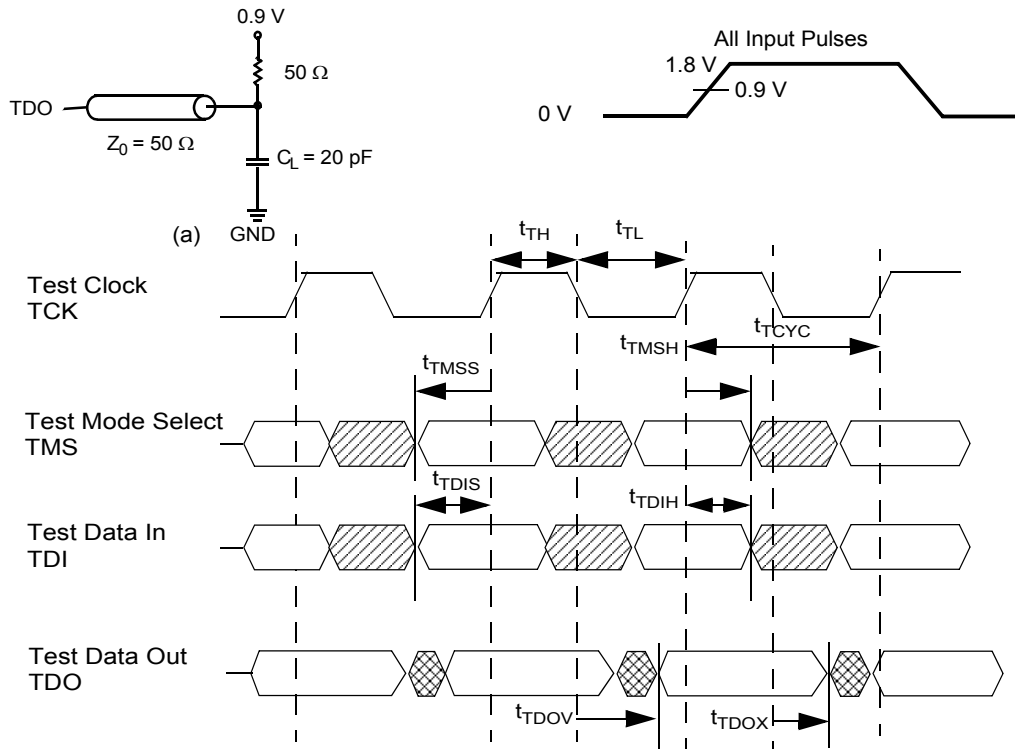 0.9 V
50 Ω
TDO
Z0 = 50 Ω
CL = 20 pF
(a) GND
All Input Pulses
1.8 V
0.9 V
0 V
tTH
tTL
Test Clock
TCK
tTMSH
tTCYC
tTMSS
Test Mode Select
TMS
tTDIS
tTDIH
Test Data In
TDI
Test Data Out
TDO
tTDOV
tTDOX